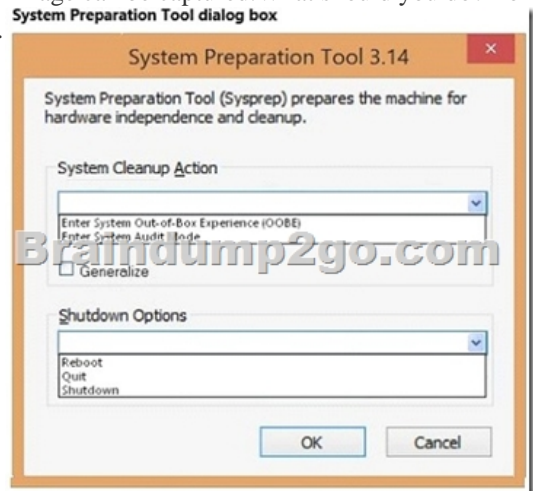 System Preparation Tool dialog box
System Preparation Tool 3.14
System Preparation Tool (Sysprep) prepares the machine for
hardware independence and cleanup.
System Cleanup Action
Enter System Out-of-Box Experience (OOBE)
Enter System Audit Mode
Braindump2go.com
Generalize
Shutdown Options
Reboot
Quit
Shutdown
OK
Cancel